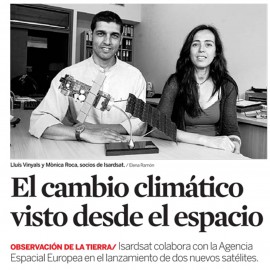 Lluís Vinyals y Mònica Roca, socios de Isardsat. / Elena Ramón
El cambio climático
visto desde el espacio
OBSERVACIÓN DE LA TIERRA/ Isardsat colabora con la Agencia
Espacial Europea en el lanzamiento de dos nuevos satélites.